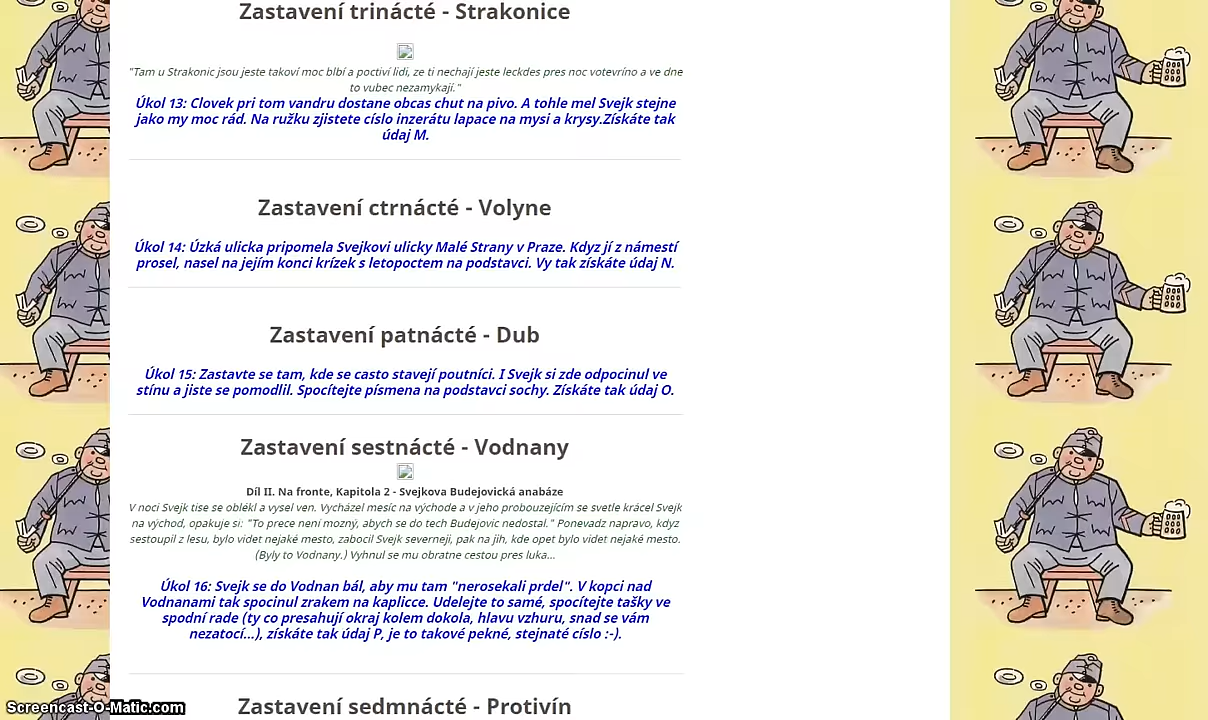 Zastavení trinácté - Strakonice
"Tam u Strakonic jsou jeste takoví moc blbí a poctiví lidi, ze ti nechají jeste leckdes pres noc votevríno a ve dne
to vubec nezamykají."
Úkol 13: Clovek pri tom vandru dostane obcas chut na pivo. A tohle mel Svejk stejne
jako my moc rád. Na ružku zjistete císlo inzerátu lapace na mysi a krysy.Získáte tak
údaj M.
Zastavení ctrnácté - Volyne
Úkol 14: Úzká ulicka pripomela Svejkovi ulicky Malé Strany v Praze. Kdyz jí z námestí
prosel, nasel na jejím konci krízek s letopoctem na podstavci. Vy tak získáte údaj N.
Zastavení patnácté - Dub
Úkol 15: Zastavte se tam, kde se casto stavejí poutníci. I Svejk si zde odpocinul ve
stínu a jiste se pomodlil. Spocítejte písmena na podstavci sochy. Získáte tak údaj O.
Zastavení sestnácté - Vodnany
Díl II. Na fronte, Kapitola 2 - Svejkova Budejovická anabáze
V noci Svejk tise se oblékl a vysel ven. Vycházel mesíc na východe a v jeho probouzejícím se svetle krácel Svejk
na východ, opakuje si: "To prece není mozný, abych se do tech Budejovic nedostal." Ponevadz napravo, kdyz
sestoupil z lesu, bylo videt nejaké mesto, zabocil Svejk severneji, pak na jih, kde opet bylo videt nejaké mesto.
(Byly to Vodnany.) Vyhnul se mu obratne cestou pres luka...
Úkol 16: Svejk se do Vodnan bál, aby mu tam "nerosekali prdel". V kopci nad
Vodnanami tak spocinul zrakem na kaplicce. Udelejte to samé, spocítejte tašky ve
spodní rade (ty co presahují okraj kolem dokola, hlavu vzhuru, snad se vám
nezatocí...), získáte tak údaj P, je to takové pekné, stejnaté císlo :-).
Zastavení sedmnácté - Protivín
Screencast-O-Matic.com